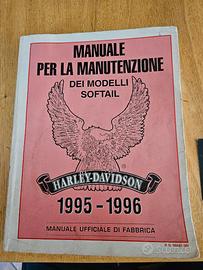 MANUALE
PER LA MANUTENZIONE
DEI MODELLI
SOFTAIL
HARLEY-DAVIDSON
1995-1996
MANUALE UFFICIALE DI FABBRICA